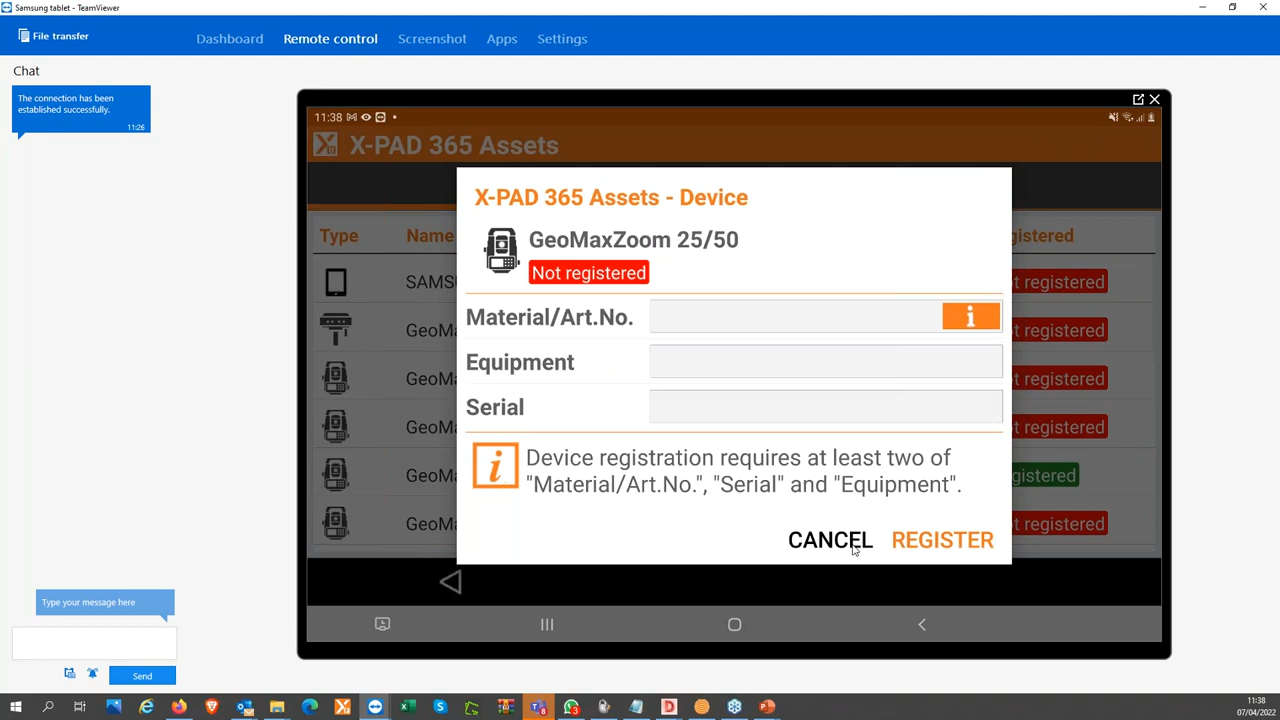 Samsung tablet - TeamViewer
File transfer
Dashboard
Remote control
Screenshot
Apps
Settings
Chat
The connection has been
established successfully.
11:26
11:38
X-PAD 365 Assets
X-PAD 365 Assets - Device
GeoMaxZoom 25/50
Not registered
Type
Name
Material/Art.No.
i
Equipment
Serial
i
Device registration requires at least two of
"Material/Art.No.", "Serial" and "Equipment".
CANCEL
REGISTER
Type your message here
Send
11:38
07/04/2022